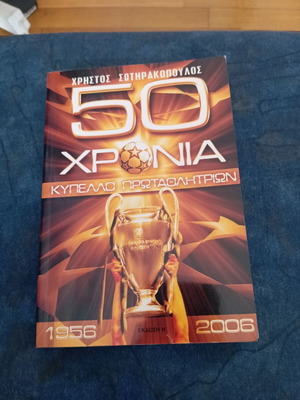 ΧΡΗΣΤΟΣ ΣΩΤΗΡΑΚΟΠΟΥΛΟΣ
50
ΧΡΟΝΙΑ
ΚΥΠΕΛΛΟ ΠΡΩΤΑΘΛΗΤΡΙΩΝ
1956
2006